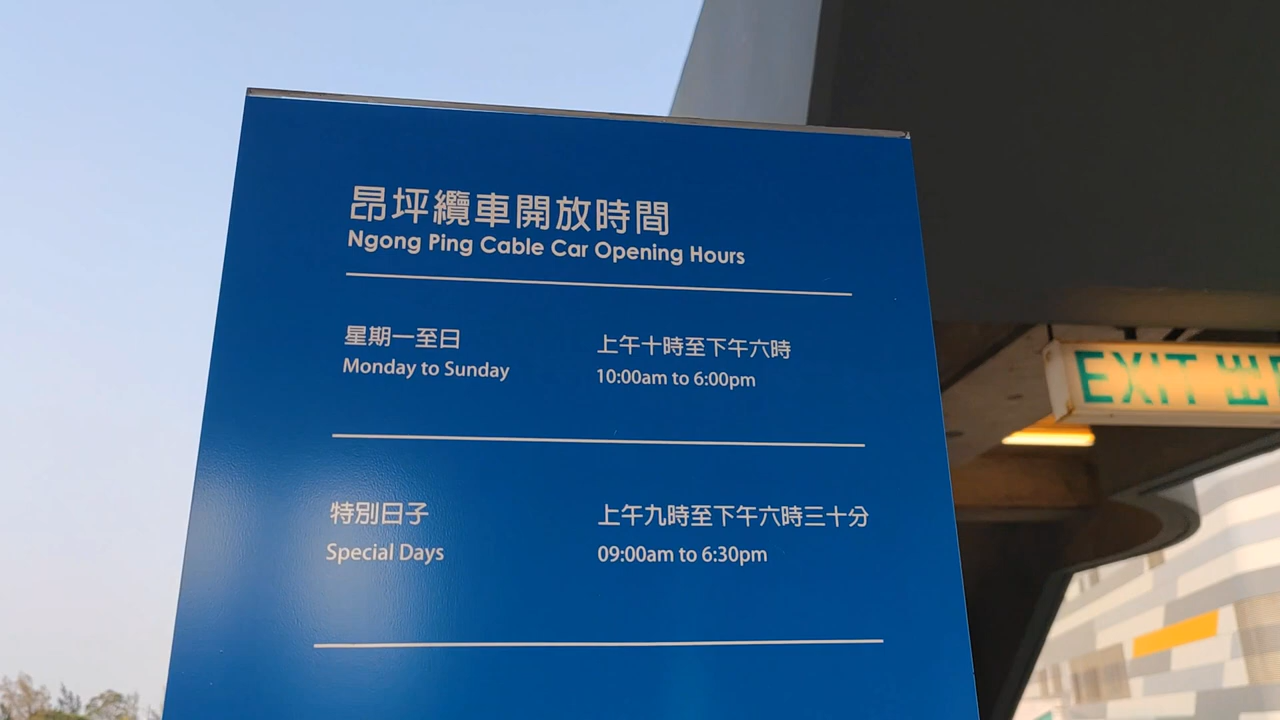 昂坪纜車開放時間
Ngong Ping Cable Car Opening Hours
星期一至日
上午十時至下午六時
Monday to Sunday
10:00am to 6:00pm
特別日子
上午九時至下午六時三十分
Special Days
09:00am to 6:30pm
EXIT 出